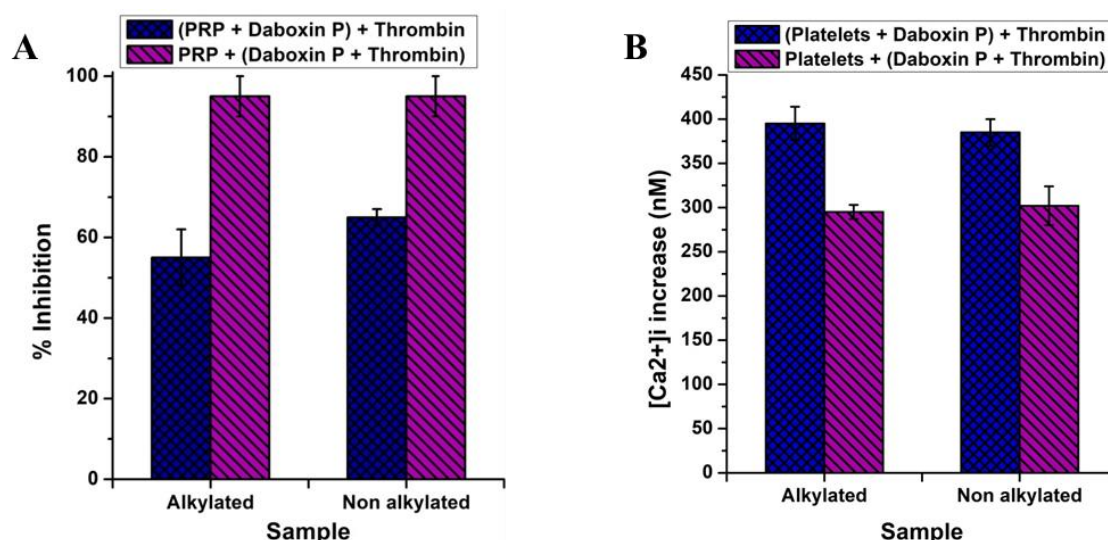 A
(PRP + Daboxin P) + Thrombin
PRP + (Daboxin P + Thrombin)
% Inhibition
100
80
60
40
20
0
Alkylated
Non alkylated
Sample
B
(Platelets + Daboxin P) + Thrombin
Platelets + (Daboxin P + Thrombin)
[Ca2+]i increase (nM)
450
400
350
300
250
200
150
100
50
0
Alkylated
Non alkylated
Sample